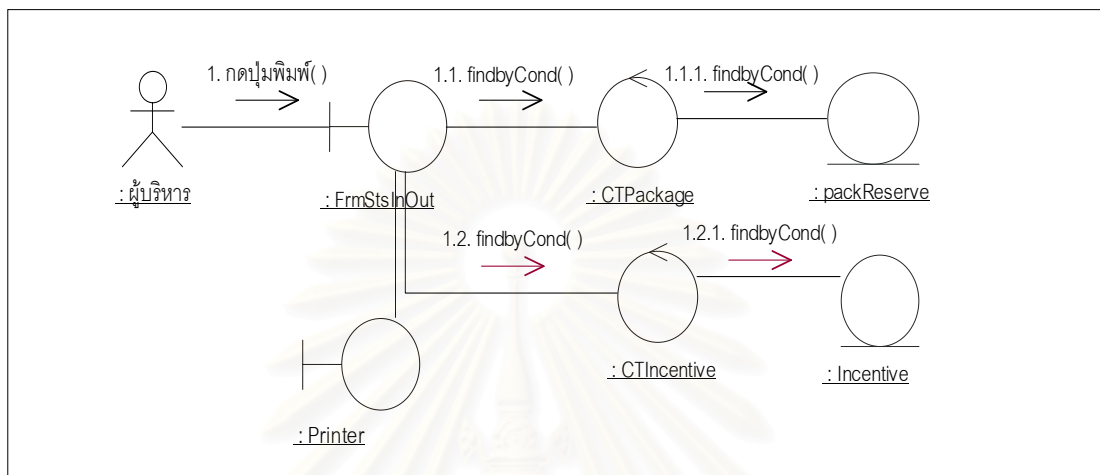 1. กดปุ่มพิมพ์( )
1.1. findbyCond( )
1.1.1. findbyCond( )
: ผู้บริหาร
: FrmStsInOut
: CTPackage
: packReserve
1.2. findbyCond( )
1.2.1. findbyCond( )
: CTIncentive
: Incentive
: Printer